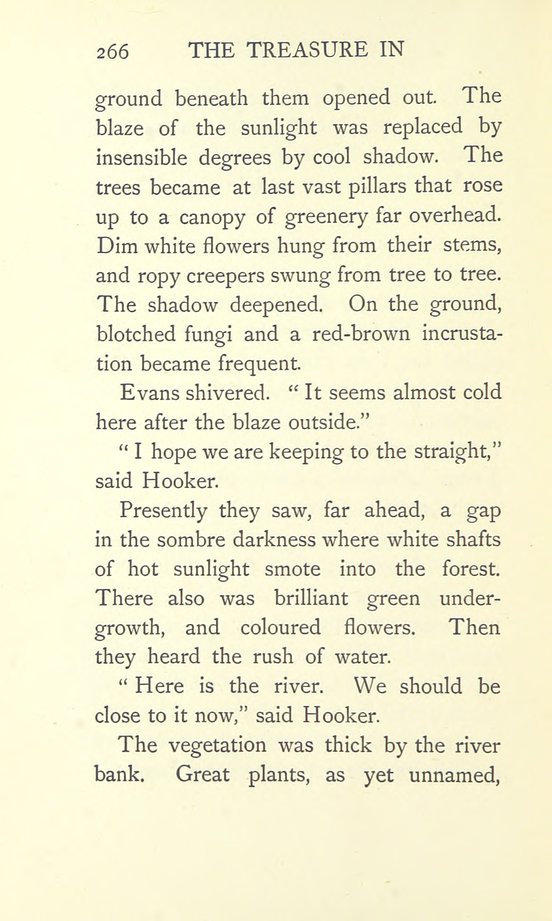 266 THE TREASURE IN
ground beneath them opened out. The
blaze of the sunlight was replaced by
insensible degrees by cool shadow. The
trees became at last vast pillars that rose
up to a canopy of greenery far overhead.
Dim white flowers hung from their stems,
and ropy creepers swung from tree to tree.
The shadow deepened. On the ground,
blotched fungi and a red-brown incrusta-
tion became frequent.
Evans shivered. “ It seems almost cold
here after the blaze outside.”
“ I hope we are keeping to the straight,”
said Hooker.
Presently they saw, far ahead, a gap
in the sombre darkness where white shafts
of hot sunlight smote into the forest.
There also was brilliant green under-
growth, and coloured flowers. Then
they heard the rush of water.
“ Here is the river. We should be
close to it now,” said Hooker.
The vegetation was thick by the river
bank. Great plants, as yet unnamed,